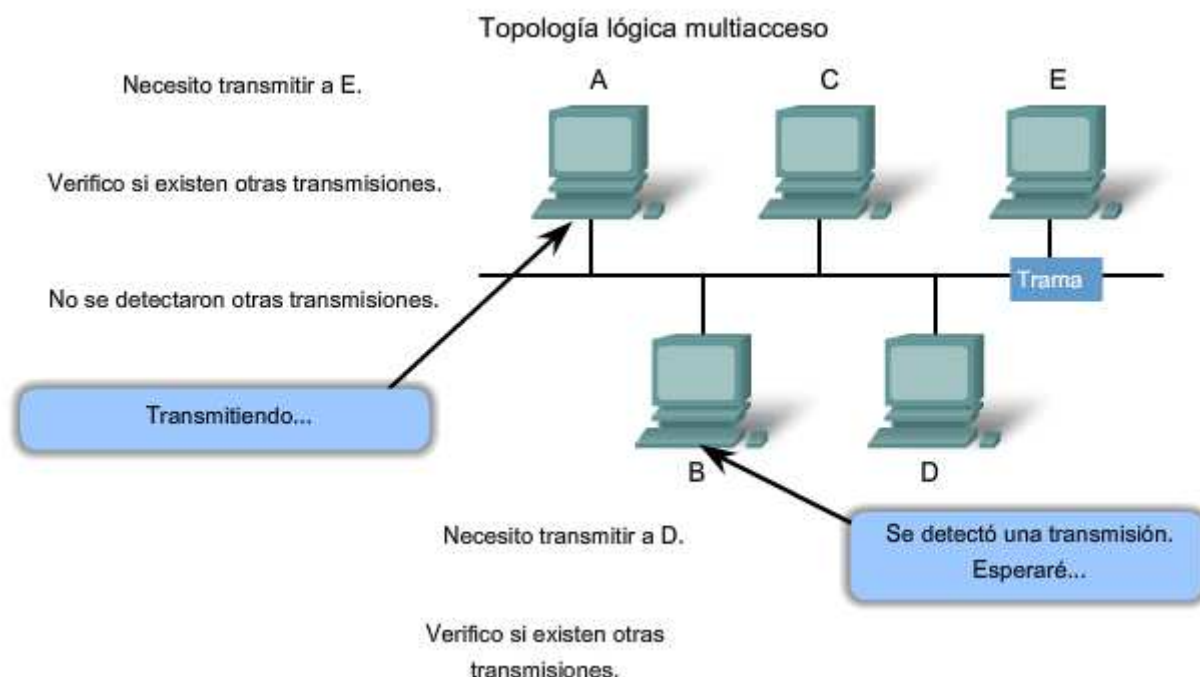 Topología lógica multiacceso
Necesito transmitir a E.
A
C
E
Verifico si existen otras transmisiones.
No se detectaron otras transmisiones.
Trama
Transmitiendo...
B
D
Necesito transmitir a D.
Se detectó una transmisión.
Esperaré...
Verifico si existen otras
transmisiones.